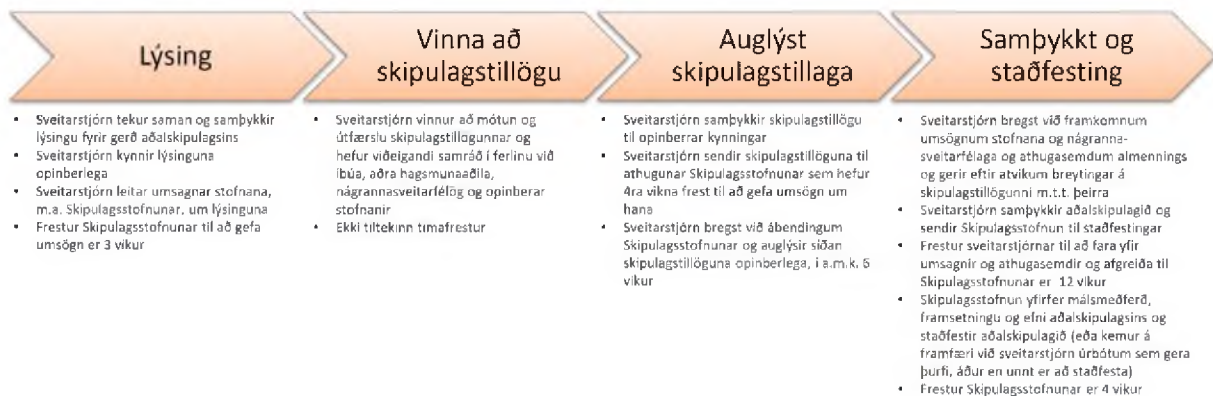 Lýsing
• Sveitarstjórn tekur saman og samþykkir
lýsingu fyrir gerð aðalskipulagsins
• Sveitarstjórn kynnir lýsinguna
opinberlega
• Sveitarstjórn leitar umsagnar stofnana,
m.a. Skipulagsstofnunar, um lýsinguna
• Frestur Skipulagsstofnunar til að gefa
umsögn er 3 vikur
Vinna að
skipulagstillögu
• Sveitarstjórn vinnur að mótun og
útfærslu skipulagstillögunnar og
hefur viðeigandi samráð í ferlinu við
íbúa, aðra hagsmunaaðila,
nágrannasveitarfélög og opinberar
stofnanir
• Ekki tiltekinn tímafrestur
Auglýst
skipulagstillaga
• Sveitarstjórn samþykkir skipulagstillögu
til opinberrar kynningar
• Sveitarstjórn sendir skipulagstillöguna til
athugunar Skipulagsstofnunar sem hefur
4ra vikna frest til að gefa umsögn um
hana
• Sveitarstjórn bregst við ábendingum
Skipulagsstofnunar og auglýsir síðan
skipulagstillöguna opinberlega, í a.m.k. 6
vikur
Samþykkt og
staðfesting
• Sveitarstjórn bregst við framkomnum
umsögnum stofnana og nágranna-
sveitarfélaga og athugasemdum almennings
og gerir eftir atvikum breytingar á
skipulagstillögunni m.t.t. þeirra
• Sveitarstjórn samþykkir aðalskipulagið og
sendir Skipulagsstofnun til staðfestingar
• Frestur sveitarstjórnar til að fara yfir
umsagnir og athugasemdir og afgreiða til
Skipulagsstofnunar er 12 vikur
• Skipulagsstofnun yfirfer málsmeðferð,
framsetningu og efni aðalskipulagsins og
staðfestir aðalskipulagið (eða kemur á
framfæri við sveitarstjórn úrbótum sem gera
þurfi, áður en unnt er að staðfesta)
• Frestur Skipulagsstofnunar er 4 vikur